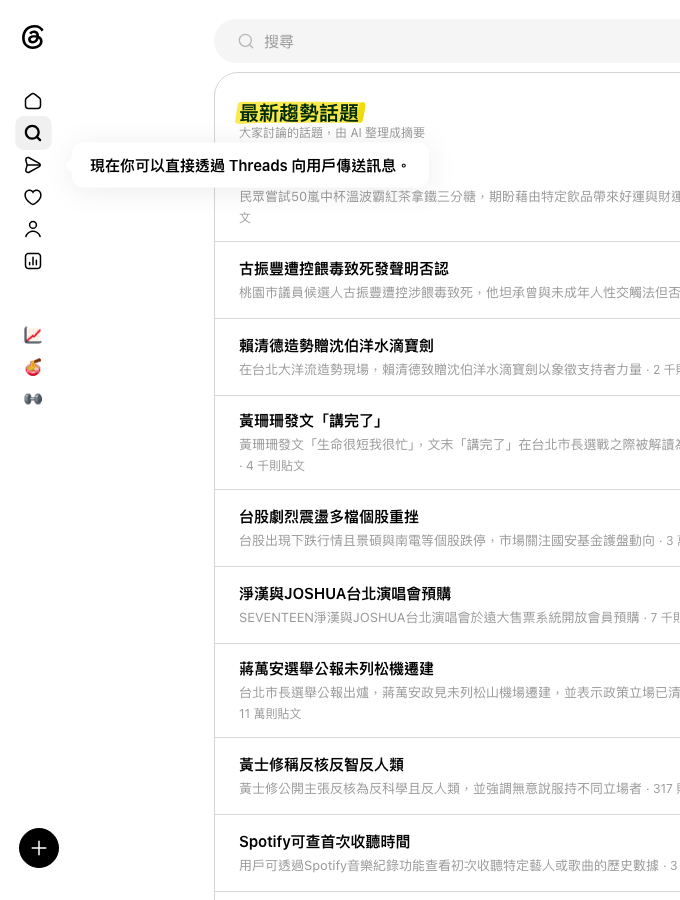 搜尋
最新趨勢話題
大家討論的話題，由 AI 整理成摘要
現在你可以直接透過 Threads 向用戶傳送訊息。
民眾嘗試50嵐中杯溫波霸紅茶拿鐵三分糖，期盼藉由特定飲品帶來好運與財運
文
古振豐遭控餵毒致死發聲明否認
桃園市議員候選人古振豐遭控涉餵毒致死，他坦承曾與未成年人性交觸法但否
賴清德造勢贈沈伯洋水滴寶劍
在台北大洋流造勢現場，賴清德致贈沈伯洋水滴寶劍以象徵支持者力量 · 2 千
黃珊珊發文「講完了」
黃珊珊發文「生命很短我很忙」，文末「講完了」在台北市長選戰之際被解讀
· 4 千則貼文
台股劇烈震盪多檔個股重挫
台股出現下跌行情且景碩與南電等個股跌停，市場關注國安基金護盤動向 · 3
淨漢與JOSHUA台北演唱會預購
SEVENTEEN淨漢與JOSHUA台北演唱會於遠大售票系統開放會員預購 · 7 千
蔣萬安選舉公報未列松機遷建
台北市長選舉公報出爐，蔣萬安政見未列松山機場遷建，並表示政策立場已清
11 萬則貼文
黃士修稱反核反智反人類
黃士修公開主張反核為反科學且反人類，並強調無意說服持不同立場者 · 317
Spotify可查首次收聽時間
用戶可透過Spotify音樂紀錄功能查看初次收聽特定藝人或歌曲的歷史數據 · 3